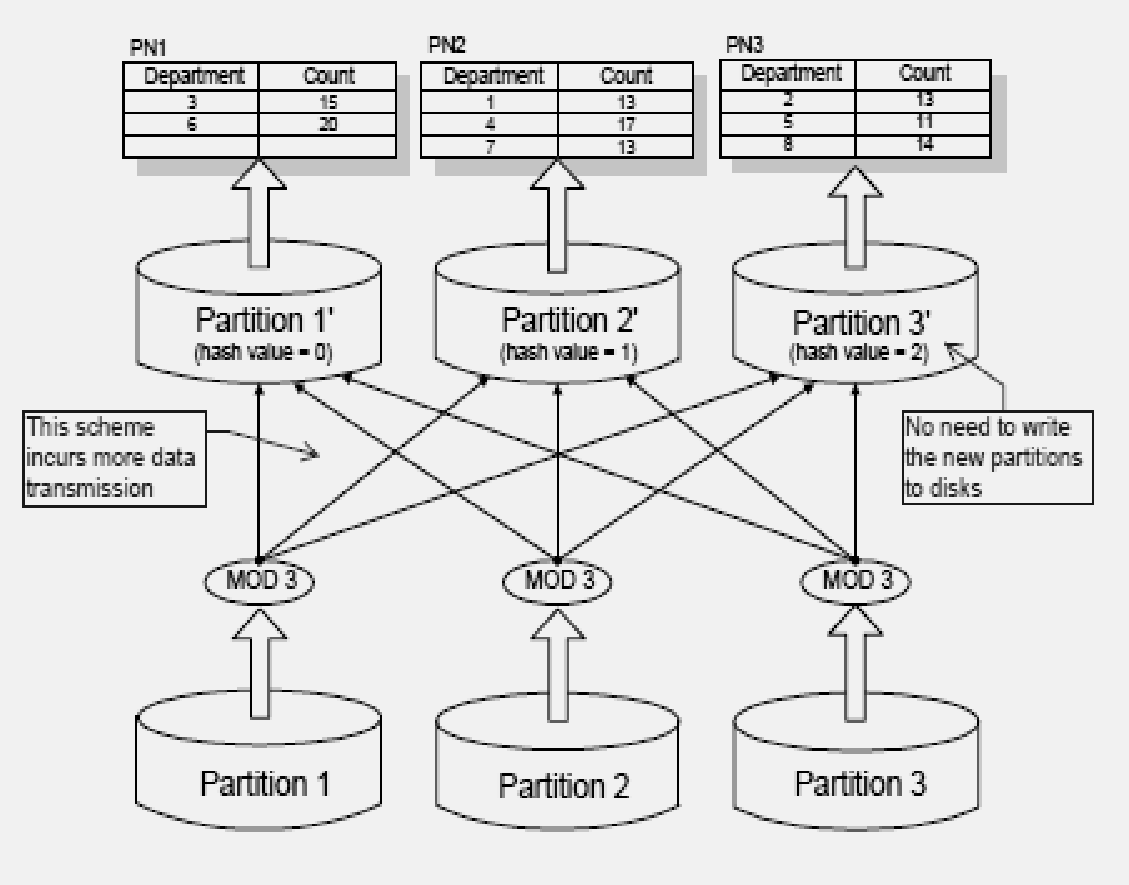 PN1
PN2
PN3
Department Count
Department Count
Department Count
3 15
1 13
2 13
6 20
4 17
5 11
7 13
8 14
Partition 1'
(hash value = 0)
Partition 2'
(hash value = 1)
Partition 3'
(hash value = 2)
This scheme
incurs more data
transmission
No need to write
the new partitions
to disks
MOD 3
MOD 3
MOD 3
Partition 1
Partition 2
Partition 3